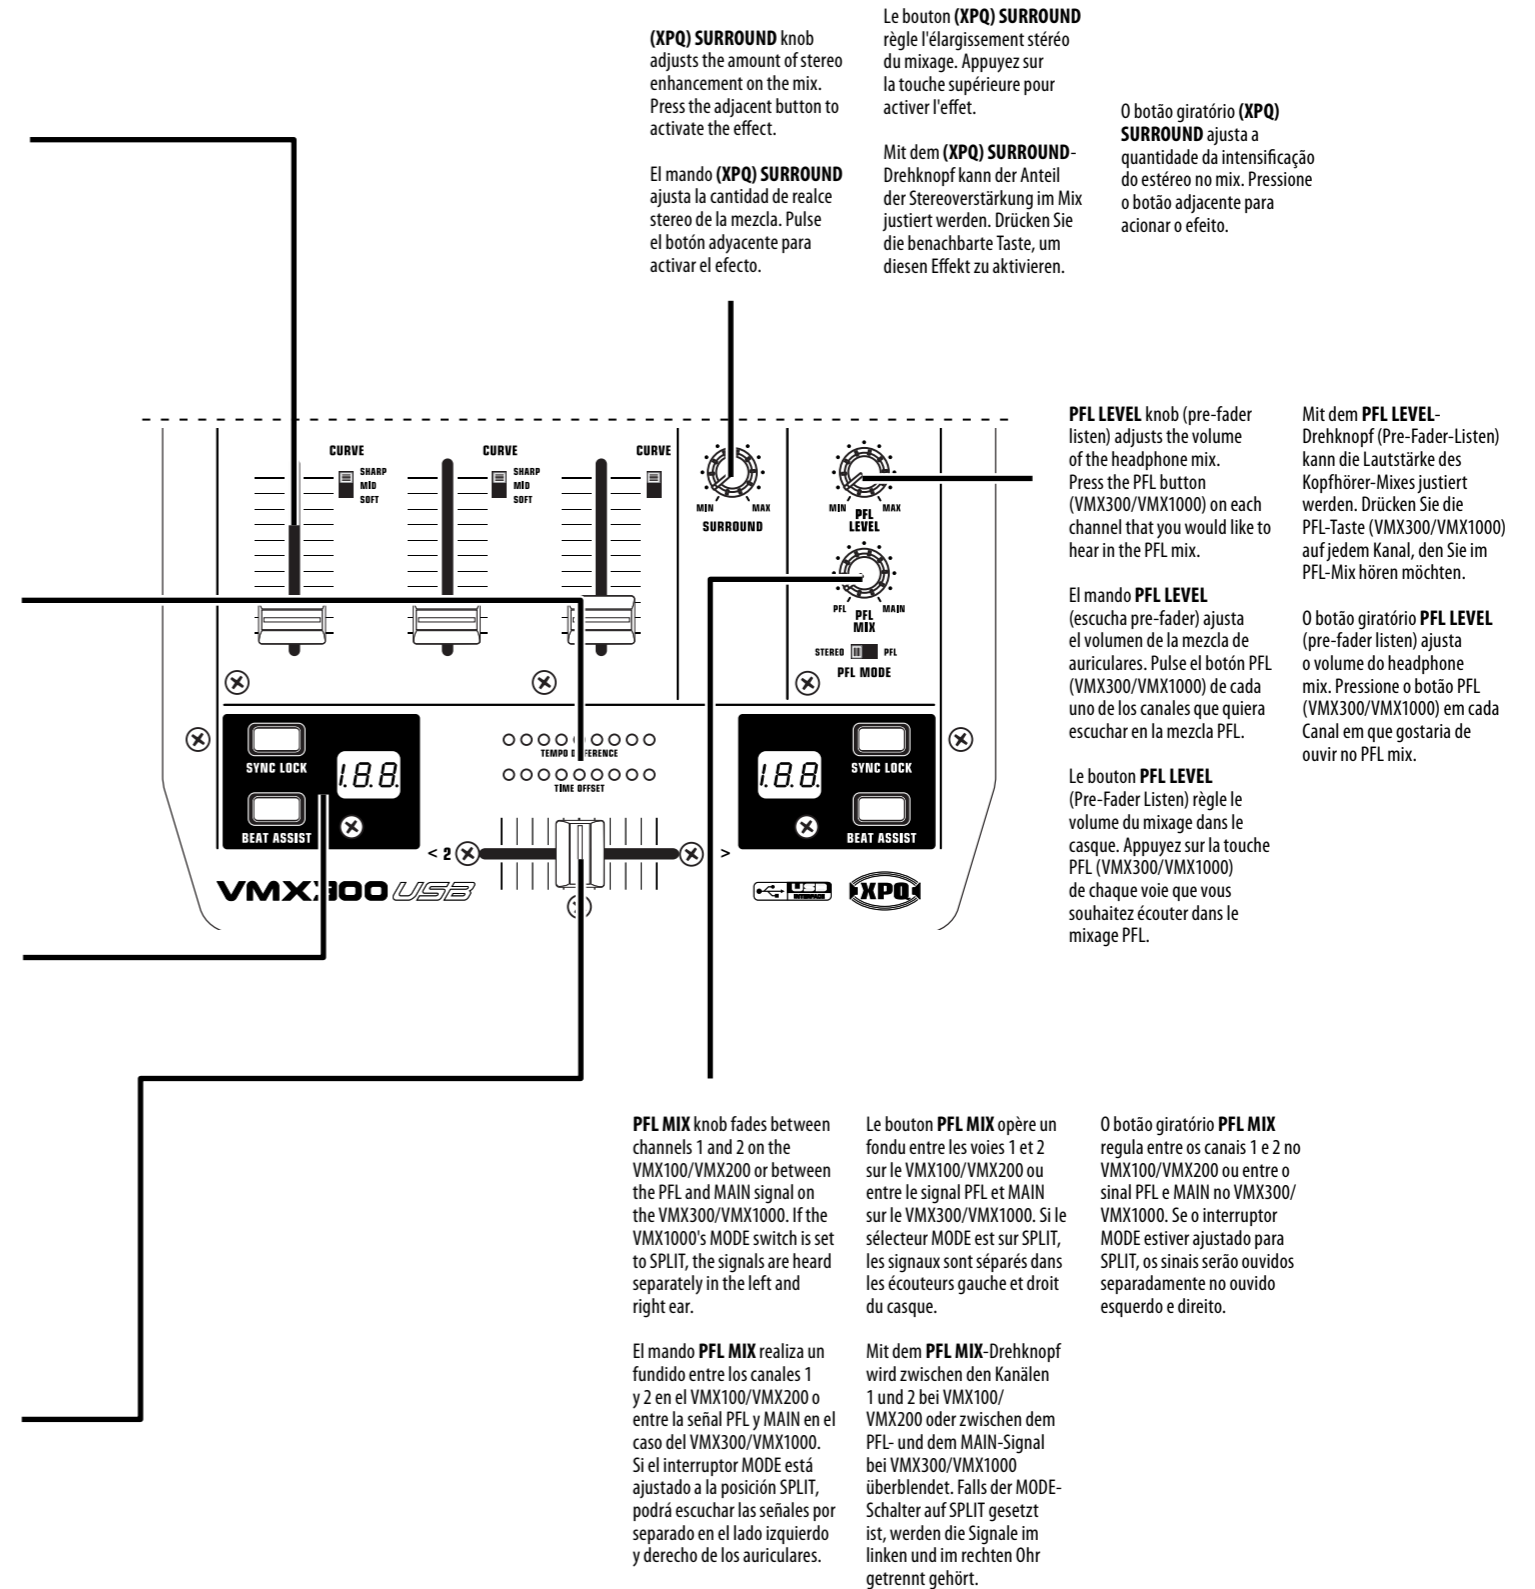 (XPQ) SURROUND knob
adjusts the amount of stereo
enhancement on the mix.
Press the adjacent button to
activate the effect.
El mando (XPQ) SURROUND
ajusta la cantidad de realce
stereo de la mezcla. Pulse
el botón adyacente para
activar el efecto.
Le bouton (XPQ) SURROUND
règle l'élargissement stéréo
du mixage. Appuyez sur
la touche supérieure pour
activer l'effet.
Mit dem (XPQ) SURROUND-
Drehknopf kann der Anteil
der Stereoverstärkung im Mix
justiert werden. Drücken Sie
die benachbarte Taste, um
diesen Effekt zu aktivieren.
O botão giratório (XPQ)
SURROUND ajusta a
quantidade da intensificação
do estéreo no mix. Pressione
o botão adjacente para
acionar o efeito.
CURVE
SHARP
MID
SOFT
CURVE
SHARP
MID
SOFT
CURVE
MIN MAX
SURROUND
MIN MAX
PFL
LEVEL
PFL MAIN
PFL
MIX
STEREO PFL
PFL MODE
SYNC LOCK
BEAT ASSIST
1.8.8.
TEMPO D FERENCE
TIME OFFSET
< 2
>
1.8.8.
SYNC LOCK
BEAT ASSIST
VMX300 USB
USB
INTERFACE
XPQ
PFL LEVEL knob (pre-fader
listen) adjusts the volume
of the headphone mix.
Press the PFL button
(VMX300/VMX1000) on each
channel that you would like to
hear in the PFL mix.
El mando PFL LEVEL
(escucha pre-fader) ajusta
el volumen de la mezcla de
auriculares. Pulse el botón PFL
(VMX300/VMX1000) de cada
uno de los canales que quiera
escuchar en la mezcla PFL.
Le bouton PFL LEVEL
(Pre-Fader Listen) règle le
volume du mixage dans le
casque. Appuyez sur la touche
PFL (VMX300/VMX1000)
de chaque voie que vous
souhaitez écouter dans le
mixage PFL.
Mit dem PFL LEVEL-
Drehknopf (Pre-Fader-Listen)
kann die Lautstärke des
Kopfhörer-Mixes justiert
werden. Drücken Sie die
PFL-Taste (VMX300/VMX1000)
auf jedem Kanal, den Sie im
PFL-Mix hören möchten.
O botão giratório PFL LEVEL
(pre-fader listen) ajusta
o volume do headphone
mix. Pressione o botão PFL
(VMX300/VMX1000) em cada
Canal em que gostaria de
ouvir no PFL mix.
PFL MIX knob fades between
channels 1 and 2 on the
VMX100/VMX200 or between
the PFL and MAIN signal on
the VMX300/VMX1000. If the
VMX1000's MODE switch is set
to SPLIT, the signals are heard
separately in the left and
right ear.
El mando PFL MIX realiza un
fundido entre los canales 1
y 2 en el VMX100/VMX200 o
entre la señal PFL y MAIN en el
caso del VMX300/VMX1000.
Si el interruptor MODE está
ajustado a la posición SPLIT,
podrá escuchar las señales por
separado en el lado izquierdo
y derecho de los auriculares.
Le bouton PFL MIX opère un
fondu entre les voies 1 et 2
sur le VMX100/VMX200 ou
entre le signal PFL et MAIN
sur le VMX300/VMX1000. Si le
sélecteur MODE est sur SPLIT,
les signaux sont séparés dans
les écouteurs gauche et droit
du casque.
Mit dem PFL MIX-Drehknopf
wird zwischen den Kanälen
1 und 2 bei VMX100/
VMX200 oder zwischen dem
PFL- und dem MAIN-Signal
bei VMX300/VMX1000
überblendet. Falls der MODE-
Schalter auf SPLIT gesetzt
ist, werden die Signale im
linken und im rechten Ohr
getrennt gehört.
O botão giratório PFL MIX
regula entre os canais 1 e 2 no
VMX100/VMX200 ou entre o
sinal PFL e MAIN no VMX300/
VMX1000. Se o interruptor
MODE estiver ajustado para
SPLIT, os sinais serão ouvidos
separadamente no ouvido
esquerdo e direito.